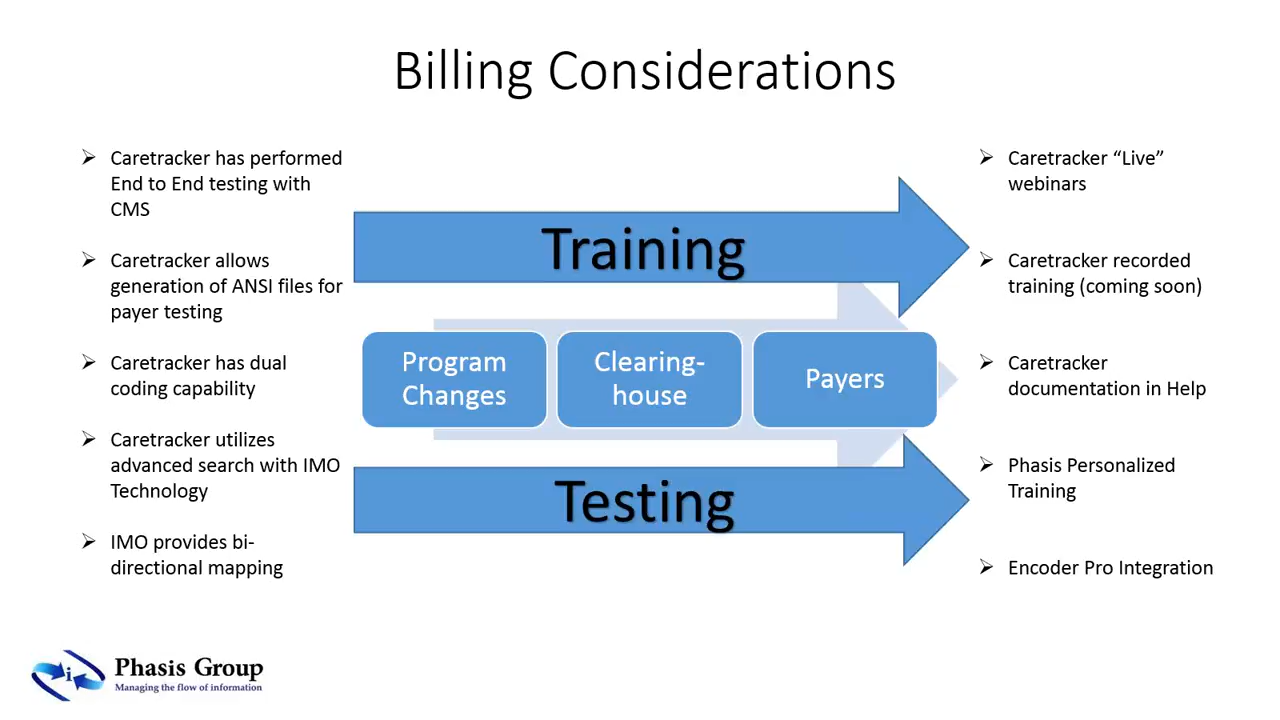 Billing Considerations
Caretracker has performed
End to End testing with
CMS
Caretracker allows
generation of ANSI files for
payer testing
Caretracker has dual
coding capability
Caretracker utilizes
advanced search with IMO
Technology
IMO provides bi-
directional mapping
Training
Program
Changes
Clearing-
house
Payers
Testing
Caretracker “Live”
webinars
Caretracker recorded
training (coming soon)
Caretracker
documentation in Help
Phasis Personalized
Training
Encoder Pro Integration
i
Phasis Group
Managing the flow of information